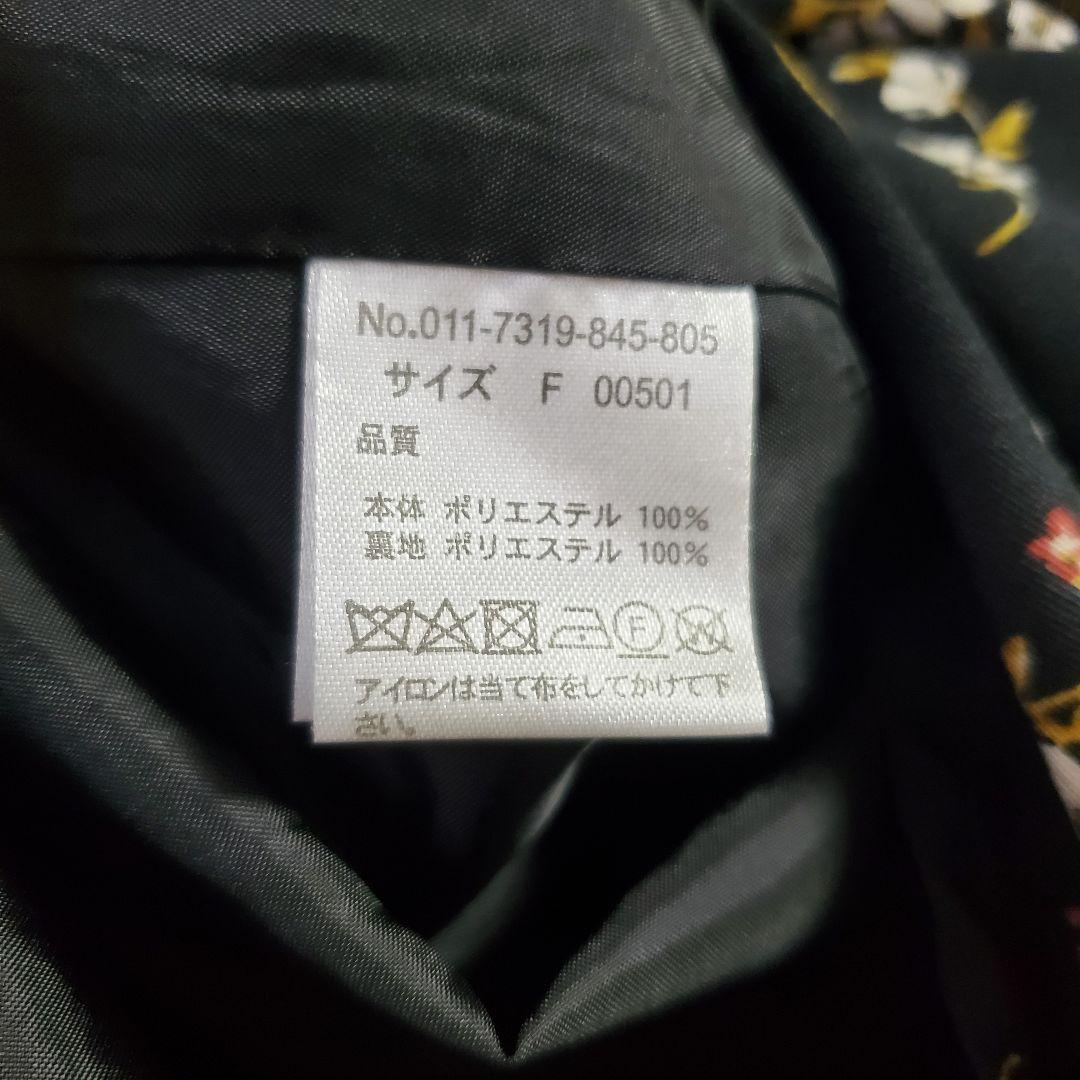 No.011-7319-845-805
サイズ F 00501
品質
本体 ポリエステル 100%
裏地 ポリエステル 100%
F W
アイロンは当て布をしてかけて下
さい。